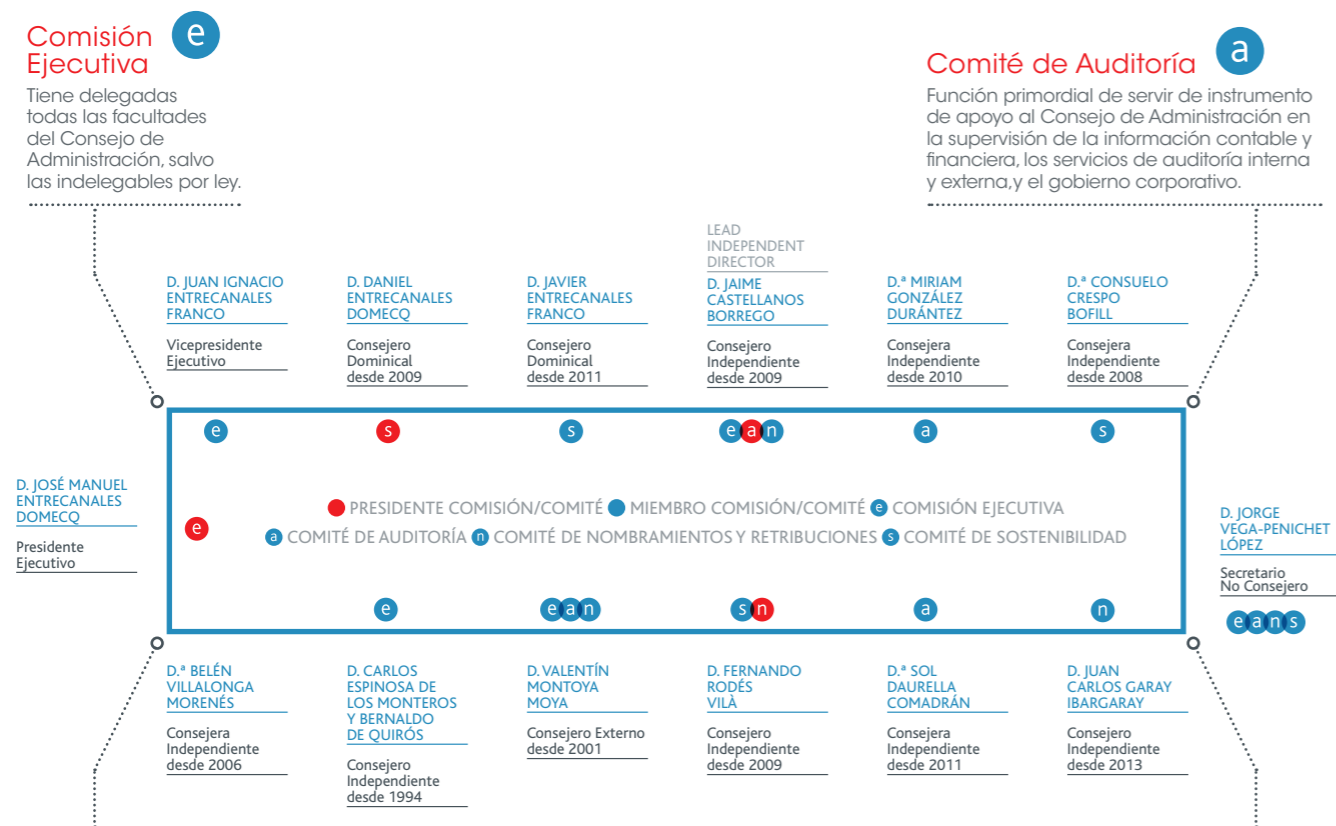 Comisión
Ejecutiva
e
Tiene delegadas
todas las facultades
del Consejo de
Administración, salvo
las indelegables por ley.
Comité de Auditoría
a
Función primordial de servir de instrumento
de apoyo al Consejo de Administración en
la supervisión de la información contable y
financiera, los servicios de auditoría interna
y externa,y el gobierno corporativo.
D. JUAN IGNACIO
ENTRECANALES
FRANCO
Vicepresidente
Ejecutivo
D. DANIEL
ENTRECANALES
DOMECQ
Consejero
Dominical
desde 2009
D. JAVIER
ENTRECANALES
FRANCO
Consejero
Dominical
desde 2011
LEAD
INDEPENDENT
DIRECTOR
D. JAIME
CASTELLANOS
BORREGO
Consejero
Independiente
desde 2009
D.ª MIRIAM
GONZÁLEZ
DURÁNTEZ
Consejera
Independiente
desde 2010
D.ª CONSUELO
CRESPO
BOFILL
Consejera
Independiente
desde 2008
e
s
s
e a n
a
s
D. JOSÉ MANUEL
ENTRECANALES
DOMECQ
Presidente
Ejecutivo
e
PRESIDENTE COMISIÓN/COMITÉ MIEMBRO COMISIÓN/COMITÉ e COMISIÓN EJECUTIVA
a COMITÉ DE AUDITORÍA n COMITÉ DE NOMBRAMIENTOS Y RETRIBUCIONES s COMITÉ DE SOSTENIBILIDAD
D. JORGE
VEGA-PENICHET
LÓPEZ
Secretario
No Consejero
e a n s
e
e a n
s n
a
n
D.ª BELÉN
VILLALONGA
MORENÉS
Consejera
Independiente
desde 2006
D. CARLOS
ESPINOSA DE
LOS MONTEROS
Y BERNALDO
DE QUIRÓS
Consejero
Independiente
desde 1994
D. VALENTÍN
MONTOYA
MOYA
Consejero Externo
desde 2001
D. FERNANDO
RODÉS
VILÀ
Consejero
Independiente
desde 2009
D.ª SOL
DAURELLA
COMADRÁN
Consejera
Independiente
desde 2011
D. JUAN
CARLOS GARAY
IBARGARAY
Consejero
Independiente
desde 2013